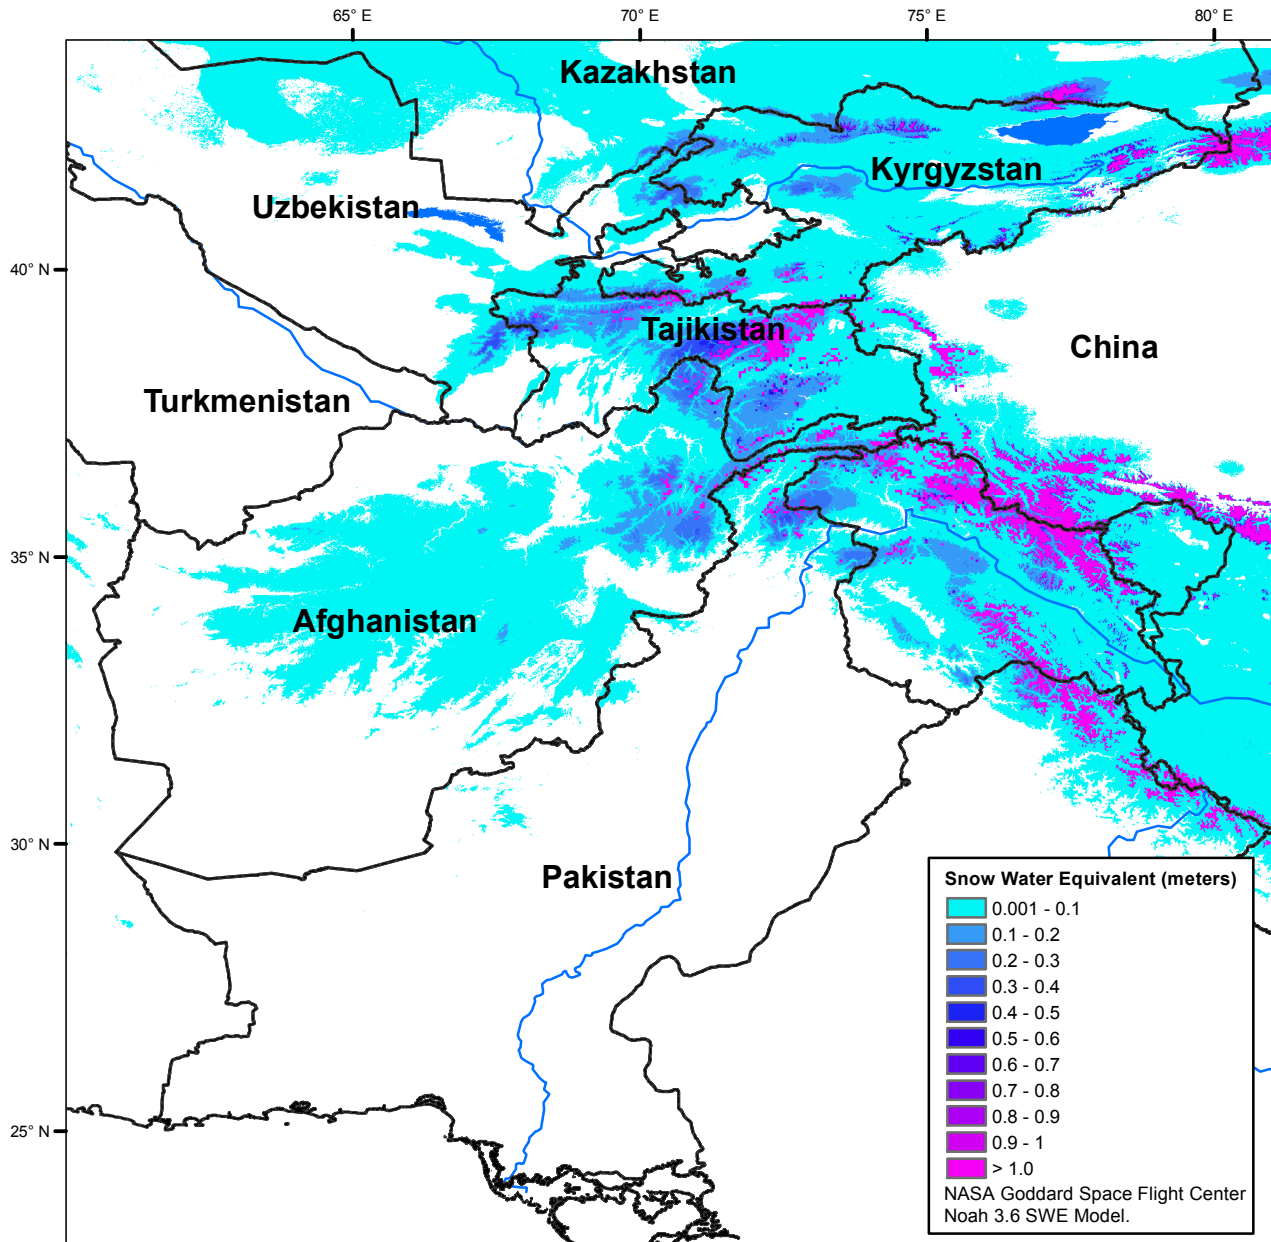 65° E
70° E
75° E
80° E
Kazakhstan
Kyrgyzstan
Uzbekistan
40° N
Tajikistan
China
Turkmenistan
35° N
Afghanistan
30° N
Pakistan
25° N
Snow Water Equivalent (meters)
0.001 - 0.1
0.1 - 0.2
0.2 - 0.3
0.3 - 0.4
0.4 - 0.5
0.5 - 0.6
0.6 - 0.7
0.7 - 0.8
0.8 - 0.9
0.9 - 1
> 1.0
NASA Goddard Space Flight Center
Noah 3.6 SWE Model.